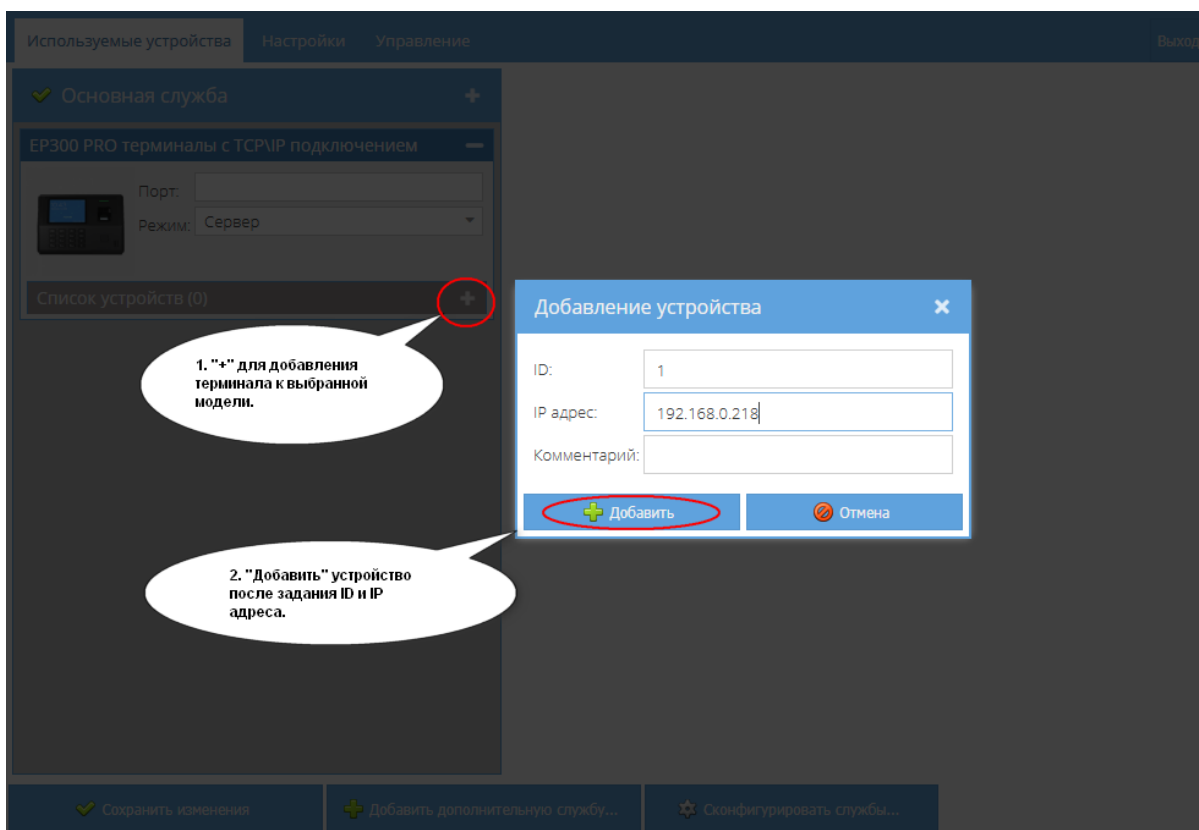 Используемые устройства Настройки Управление Выход
Основная служба
EP300 PRO терминалы с TCP\IP подключением
Порт:
Режим: Сервер
Список устройств (0)
1. "+" для добавления
терминала к выбранной
модели.
Добавление устройства
ID: 1
IP адрес: 192.168.0.218
Комментарий:
Добавить Отмена
2. "Добавить" устройство
после задания ID и IP
адреса.
Сохранить изменения Добавить дополнительную службу... Сконфигурировать службы...